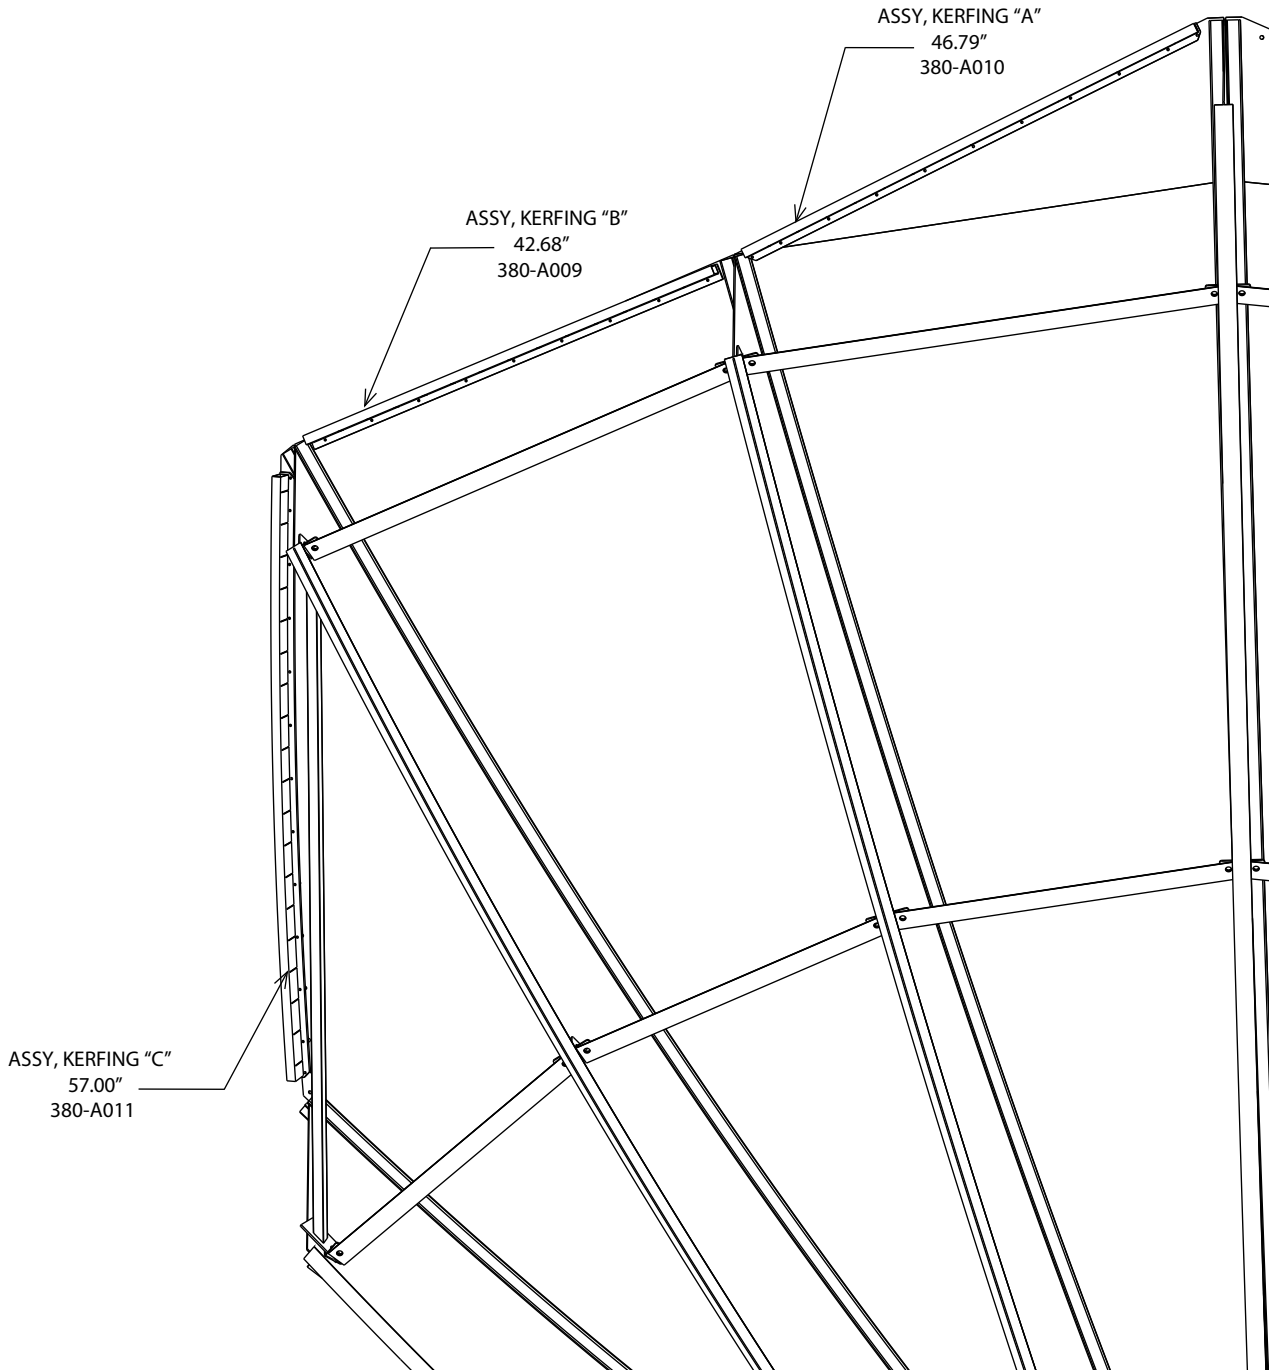 ASSY, KERFING “A”
46.79”
380-A010
ASSY, KERFING “B”
42.68”
380-A009
ASSY, KERFING “C”
57.00”
380-A011